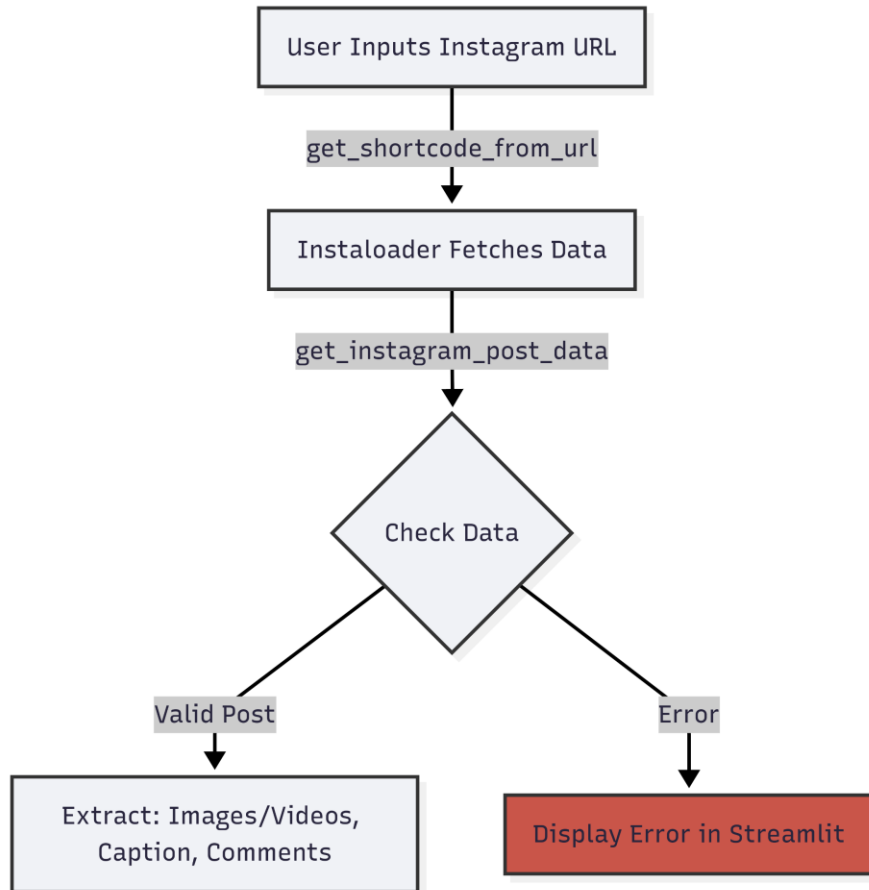 User Inputs Instagram URL
get_shortcode_from_url
Instaloader Fetches Data
get_instagram_post_data
Check Data
Valid Post
Error
Extract: Images/Videos,
Caption, Comments
Display Error in Streamlit